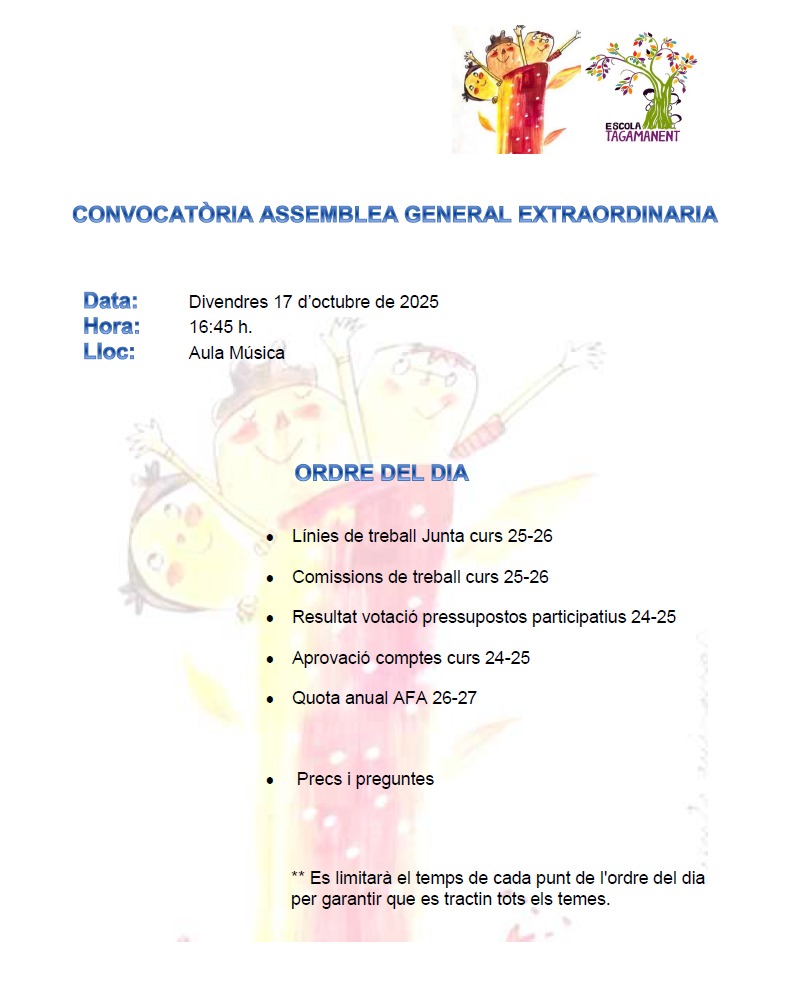 ESCOLA
TAGAMANENT
CONVOCATÒRIA ASSEMBLEA GENERAL EXTRAORDINARIA
Data: Divendres 17 d’octubre de 2025
Hora: 16:45 h.
Lloc: Aula Música
ORDRE DEL DIA
• Línies de treball Junta curs 25-26
• Comissions de treball curs 25-26
• Resultat votació pressupostos participatius 24-25
• Aprovació comptes curs 24-25
• Quota anual AFA 26-27
• Precs i preguntes
** Es limitarà el temps de cada punt de l'ordre del dia
per garantir que es tractin tots els temes.